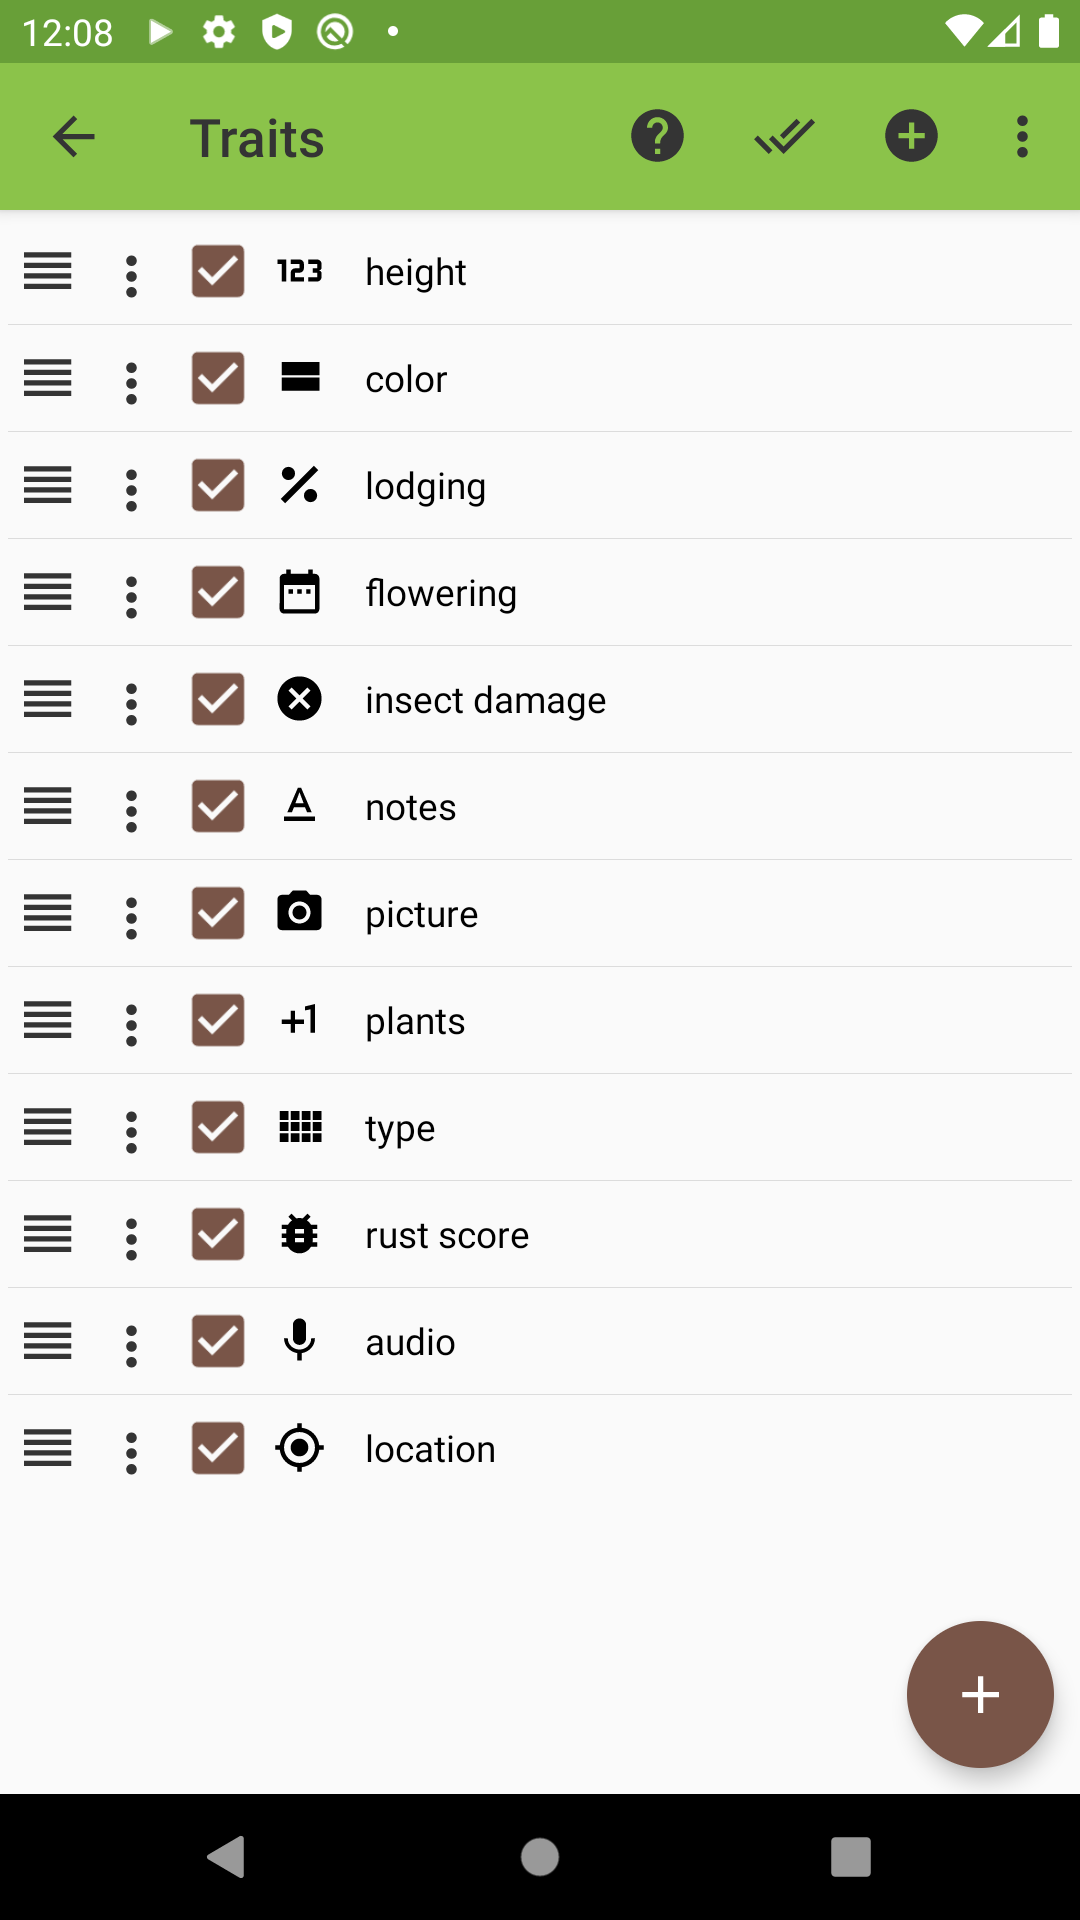 12:08
Traits
123 height
color
lodging
flowering
insect damage
A notes
picture
+1 plants
type
rust score
audio
location